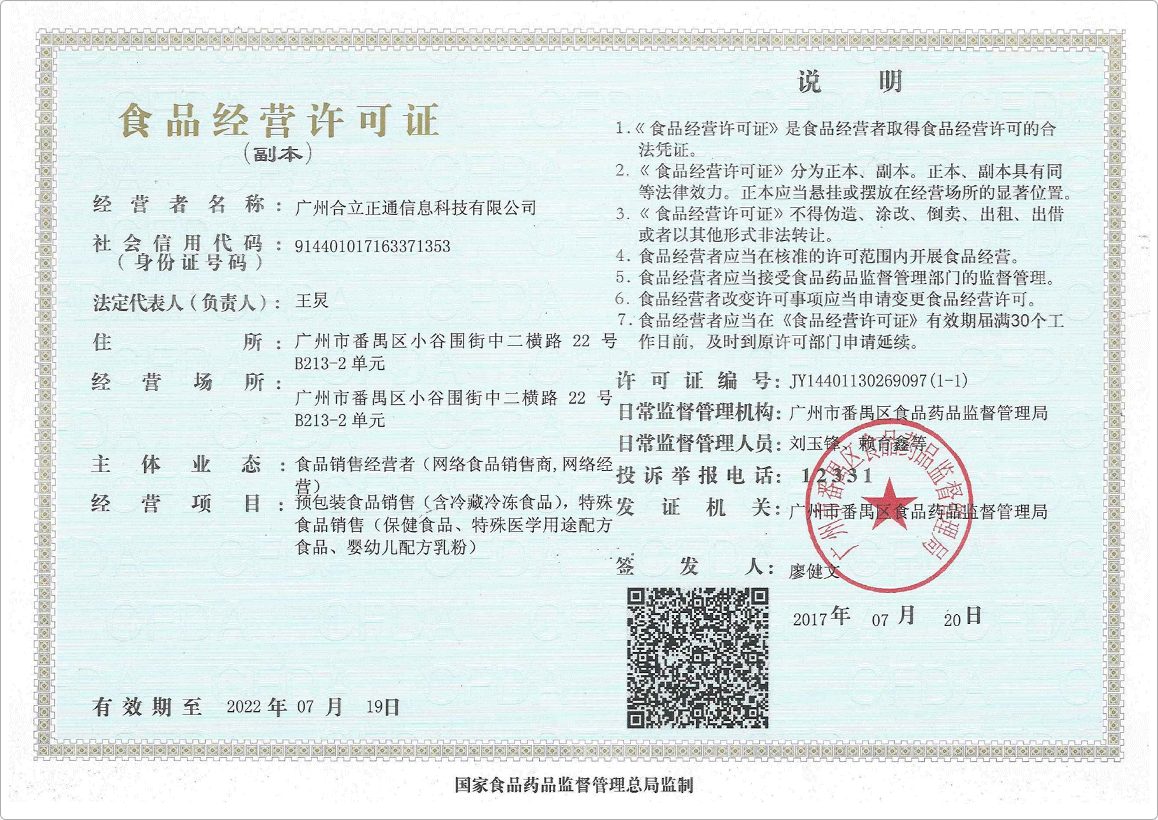 食品经营许可证
（副本）
经营者名称：广州合立正通信息科技有限公司
社会信用代码：914401017163371353
（身份证号码）
法定代表人（负责人）：王炅
住所：广州市番禺区小谷围街中二横路 22 号
B213-2 单元
经营场所：
广州市番禺区小谷围街中二横路 22 号
B213-2 单元
主体业态：食品销售经营者（网络食品销售商,网络经
营）
经营项目：预包装食品销售（含冷藏冷冻食品），特殊
食品销售（保健食品、特殊医学用途配方
食品、婴幼儿配方乳粉）
有效期至 2022 年 07 月 19日
说明
1.《食品经营许可证》是食品经营者取得食品经营许可的合
法凭证。
2.《食品经营许可证》分为正本、副本。正本、副本具有同
等法律效力。正本应当悬挂或摆放在经营场所的显著位置。
3.《食品经营许可证》不得伪造、涂改、倒卖、出租、出借
或者以其他形式非法转让。
4. 食品经营者应当在核准的许可范围内开展食品经营。
5. 食品经营者应当接受食品药品监督管理部门的监督管理。
6. 食品经营者改变许可事项应当申请变更食品经营许可。
7. 食品经营者应当在《食品经营许可证》有效期届满30个工
作日前，及时到原许可部门申请延续。
许可证编号：JY14401130269097(1-1)
日常监督管理机构：广州市番禺区食品药品监督管理局
日常监督管理人员：刘玉锋、赖育鑫等
投诉举报电话：12331
发证机关：广州市番禺区食品药品监督管理局
广州市番禺区食品药品监督管理局
签发人：廖健文
2017年 07 月 20日
国家食品药品监督管理总局监制